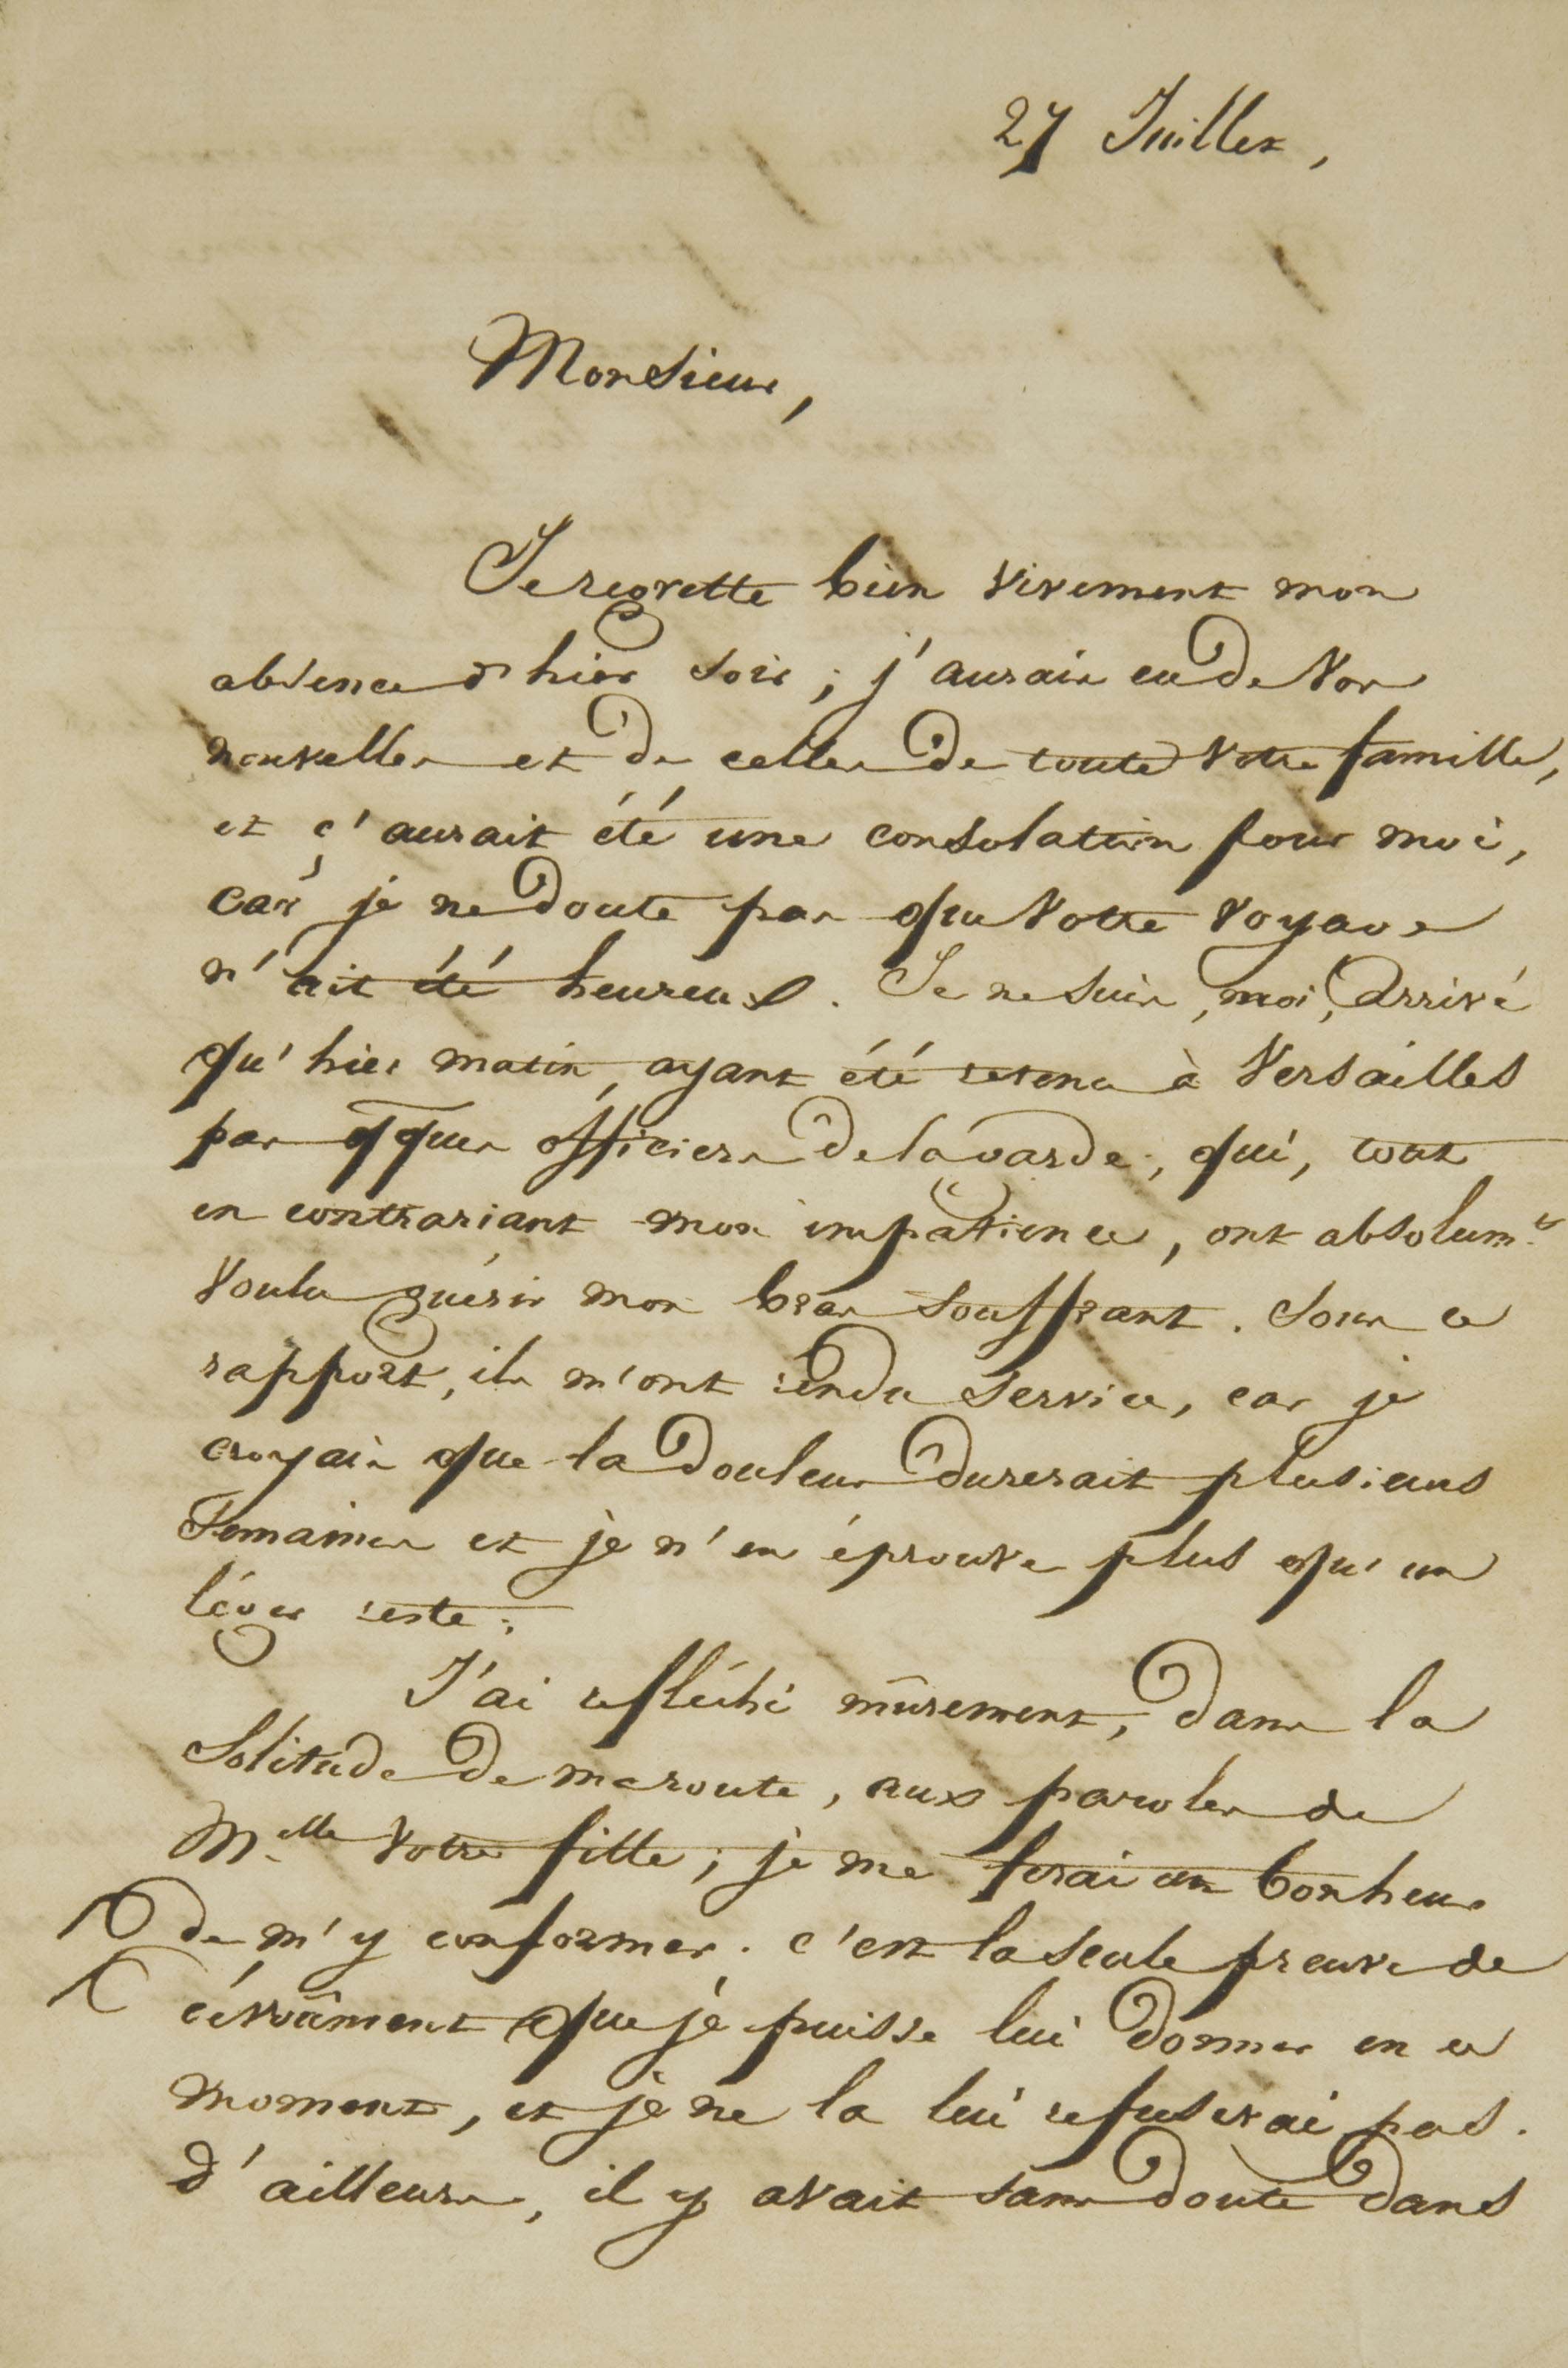 27 Juillet,
Monsieur,
Je regrette bien vivement mon
absence d'hier soir ; j'aurais eu de vos
nouvelles et de celles de toute votre famille,
et ç'aurait été une consolation pour moi,
car je ne doute pas que votre voyage
n'ait été heureux. Je ne suis, moi, arrivé
qu'hier matin, ayant été retenu à Versailles
par qques officiers de la garde, qui, tout
en contrariant mon impatience, ont absolumt
voulu guérir mon bras souffrant. Sous ce
rapport, ils m'ont rendu service, car je
croyais que la douleur durerait plusieurs
semaines et je n'en éprouve plus qu'un
léger reste.
J'ai refléchi mûrement, dans la
solitude de ma route, aux paroles de
Melle votre fille ; je me ferai un bonheur
de m'y conformer. c'est la seule preuve de
dévoûment que je puisse lui donner en ce
moment, et je ne la lui refuserai pas.
d'ailleurs, il y avait sans doute dans